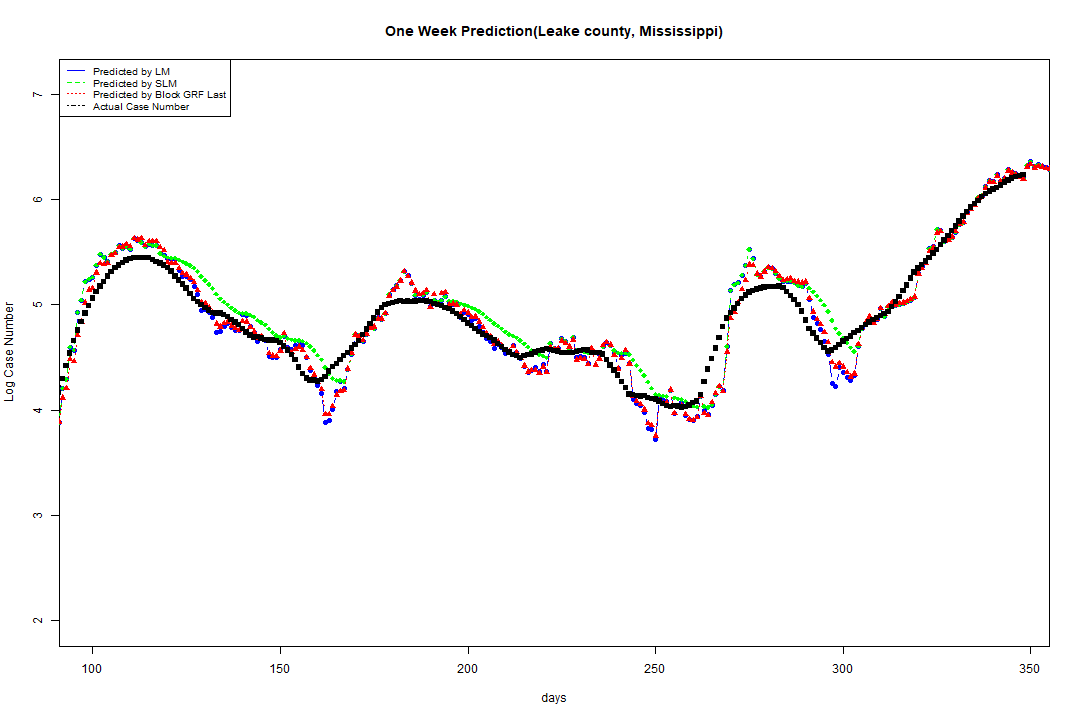 One Week Prediction(Leake county, Mississippi)
Predicted by LM
Predicted by SLM
Predicted by Block GRF Last
Actual Case Number
Log Case Number
7
6
5
4
3
2
100 150 200 250 300 350
days